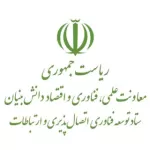 ریاست جمهوری
معاونت علمی، فناوری و اقتصاد دانش بنیان
ستاد توسعه فناوری اتصال پذیری و ارتباطات